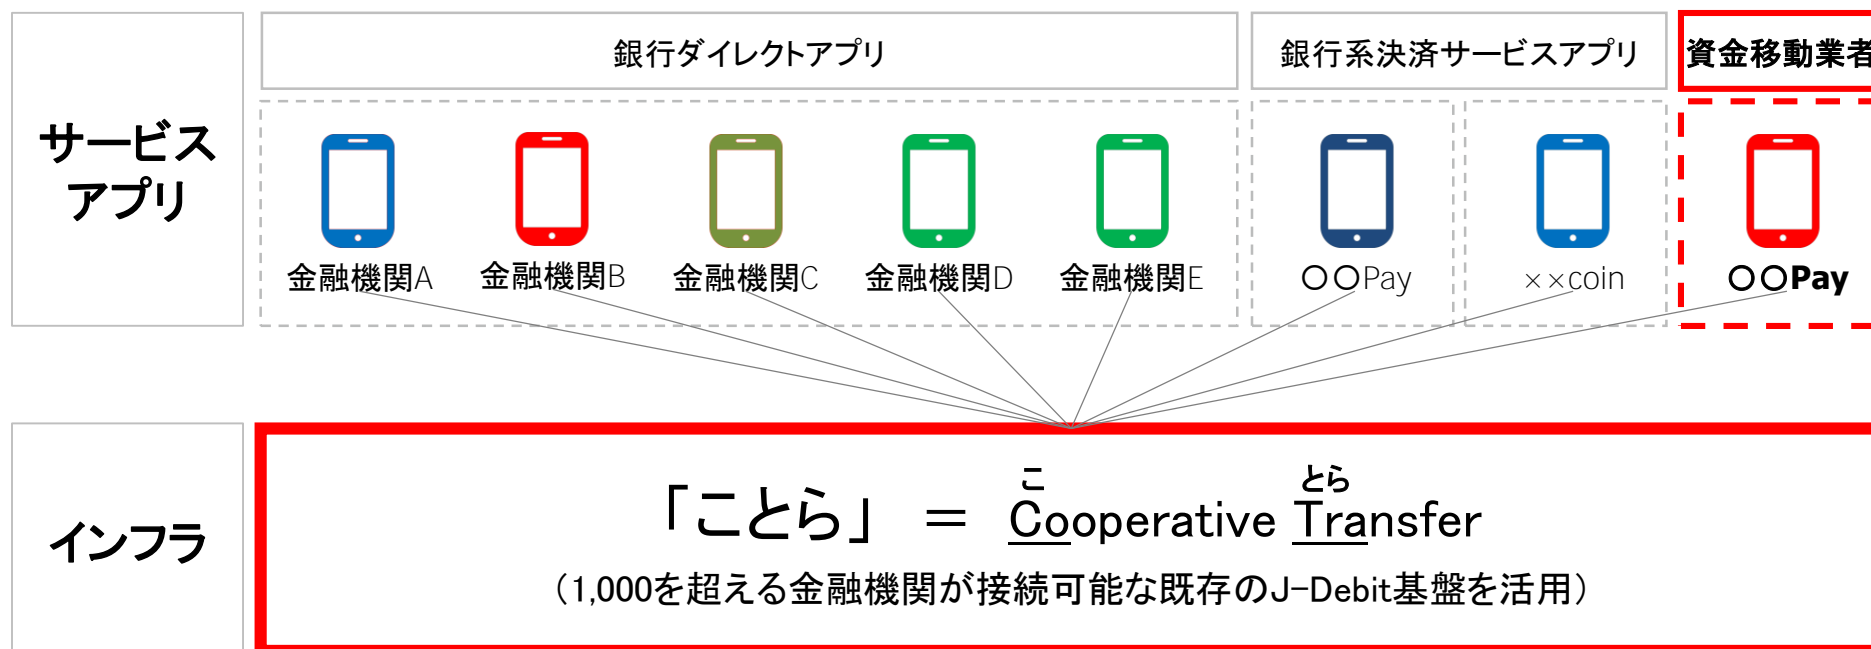 銀行ダイレクトアプリ
銀行系決済サービスアプリ
資金移動業者
サービス
アプリ
金融機関A
金融機関B
金融機関C
金融機関D
金融機関E
〇〇Pay
××coin
〇〇Pay
インフラ
こ とら
「ことら」 = Cooperative Transfer
(1,000を超える金融機関が接続可能な既存のJ-Debit基盤を活用)